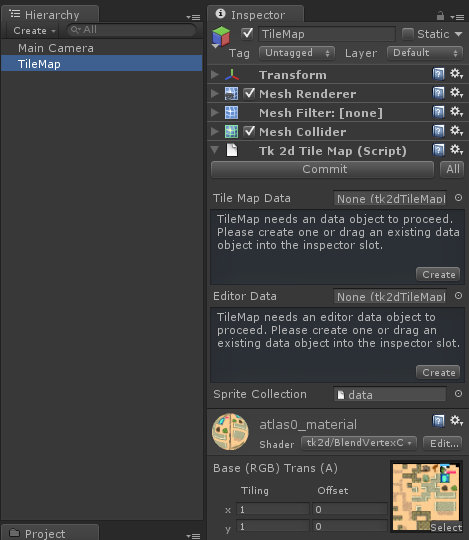 Hierarchy
Create
All
Main Camera
TileMap
Project
Inspector
TileMap
Static
Tag Untagged Layer Default
Transform
Mesh Renderer
Mesh Filter: [none]
Mesh Collider
Tk 2d Tile Map (Script)
Commit All
Tile Map Data None (tk2dTileMapl
TileMap needs an data object to proceed.
Please create one or drag an existing data
object into the inspector slot.
Create
Editor Data None (tk2dTileMapl
TileMap needs an editor data object to
proceed. Please create one or drag an
existing data object into the inspector slot.
Create
Sprite Collection data
atlas0_material
Shader tk2d/BlendVertexC Edit...
Base (RGB) Trans (A)
Tiling Offset
x 1 0
y 1 0
Select